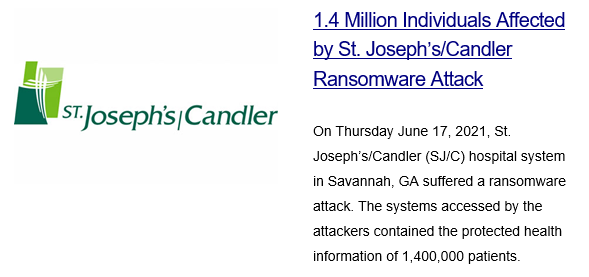 1.4 Million Individuals Affected
by St. Joseph's/Candler
Ransomware Attack
ST. Joseph's|Candler
On Thursday June 17, 2021, St.
Joseph's/Candler (SJ/C) hospital system
in Savannah, GA suffered a ransomware
attack. The systems accessed by the
attackers contained the protected health
information of 1,400,000 patients.